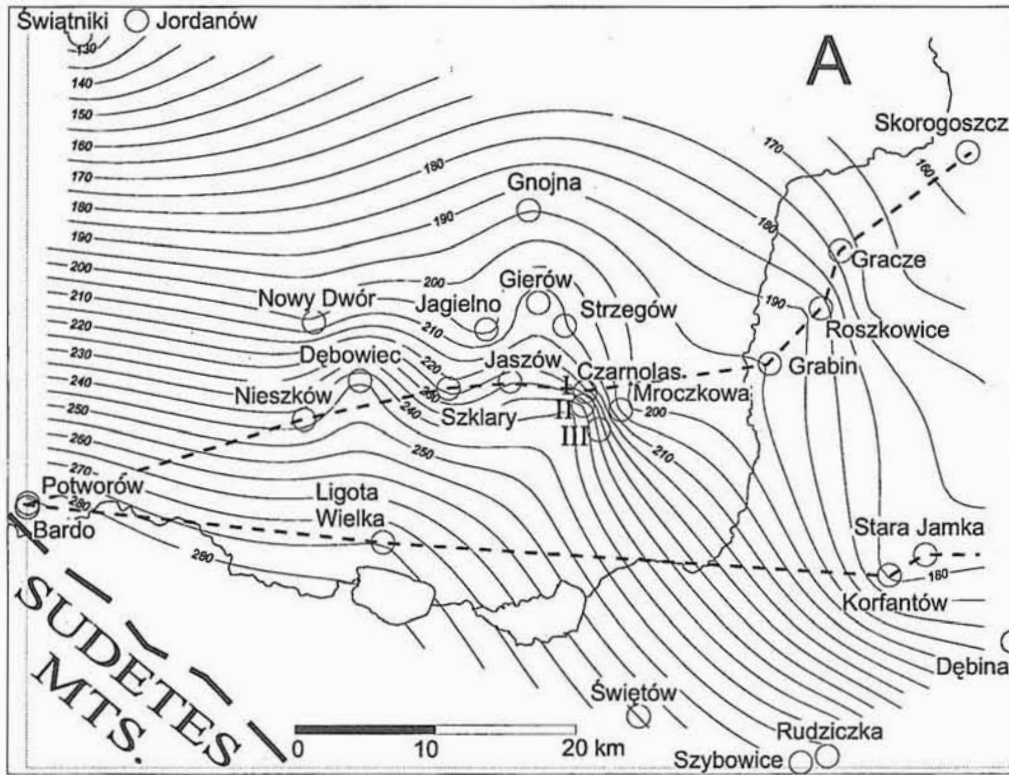 Świątniki
Jordanów
A
130
140
150
160
170
180
190
200
210
220
230
240
250
260
270
280
180
190
200
210
220
240
250
280
170
160
180
190
200
210
180
Skorogoszcz
Gnojna
Gracze
Gierów
Nowy Dwór
Jagielno
Strzegów
Roszkowice
Dębowiec
Jaszów
I
Czarnolas
Grabin
Nieszków
Szklary
II
Mroczkowa
III
Potworów
Bardo
Ligota
Wielka
Stara Jamka
Korfantów
Dębina
SUDETES
MTS.
Świętów
Rudziczka
Szybowice
0 10 20 km